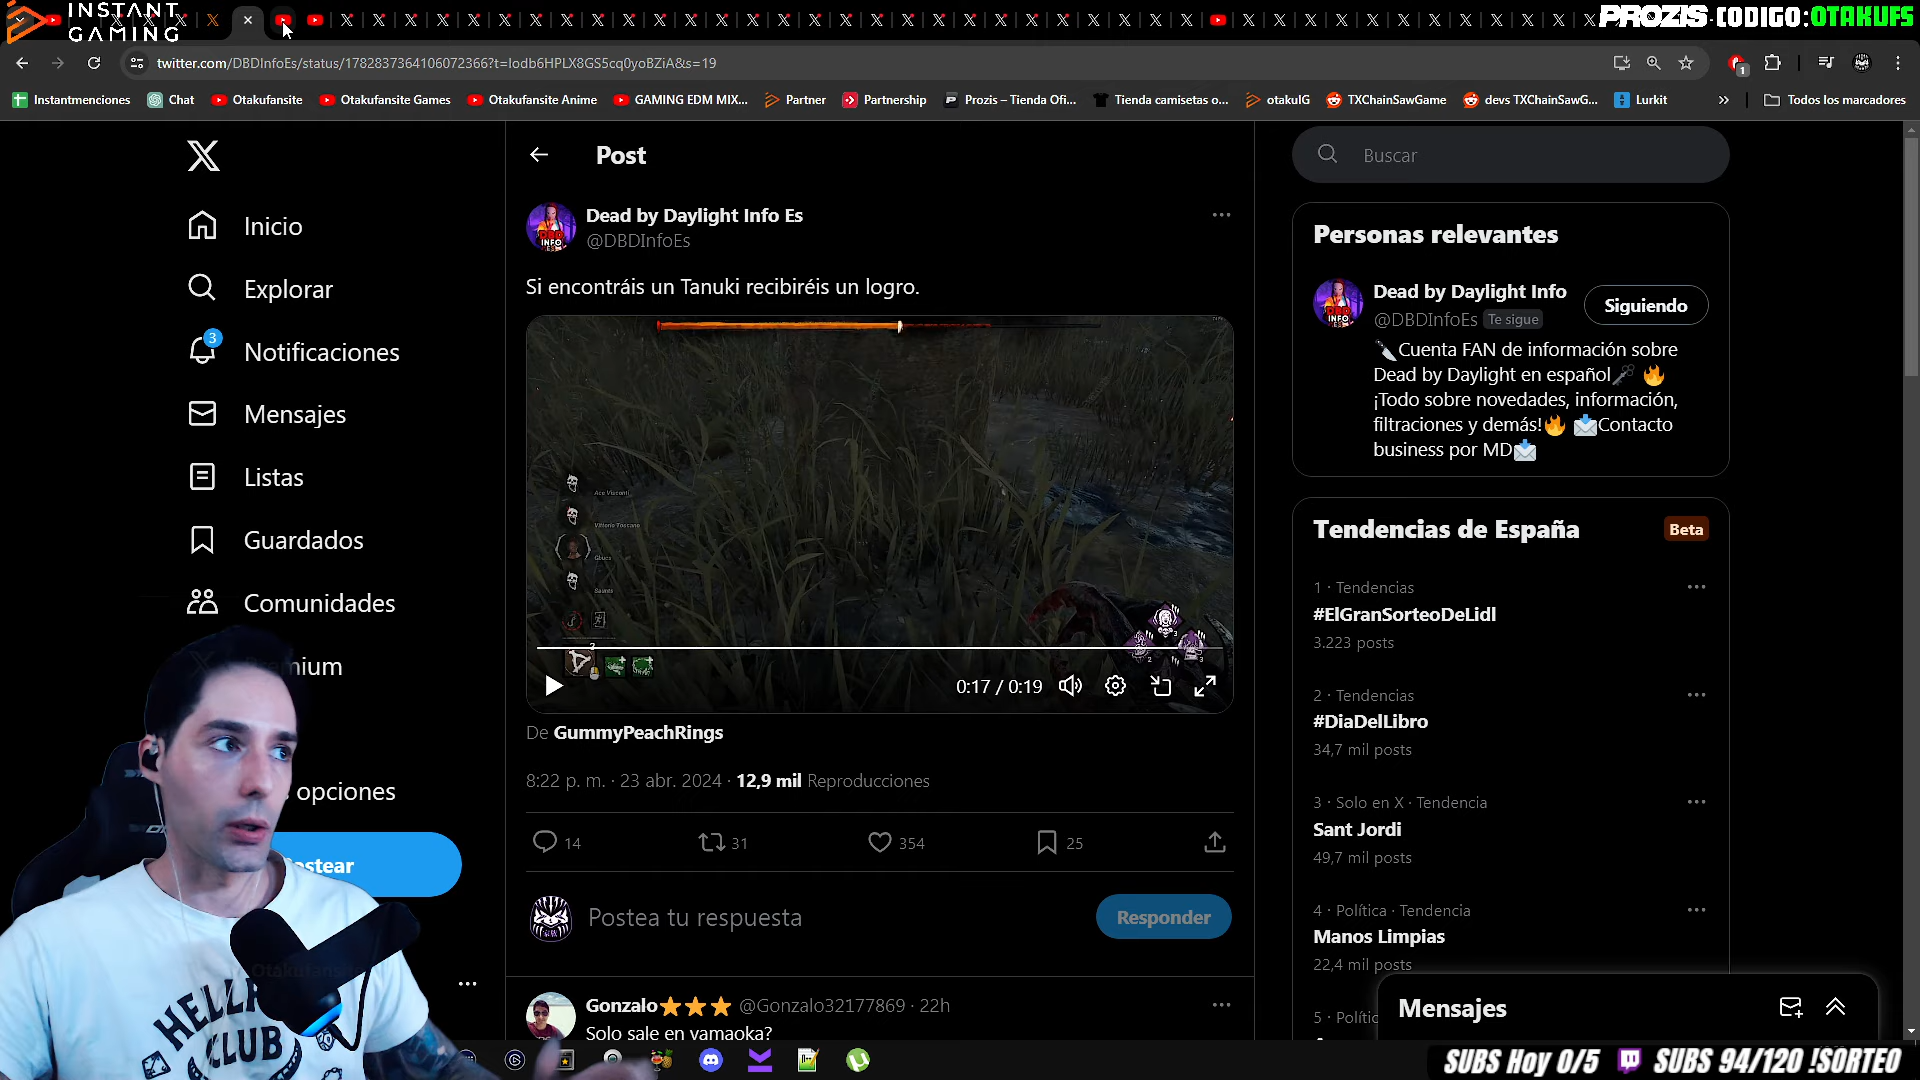 INSTANT
GAMING
PROZIS CODIGO:OTAKUFS
twitter.com/DBDInfoEs/status/1782837364106072366?t=Iodb6HPLX8GS5cq0yoBZiA&s=19
1
Instantmenciones
Chat
Otakufansite
Otakufansite Games
Otakufansite Anime
GAMING EDM MIX...
Partner
Partnership
Prozis – Tienda Ofi...
Tienda camisetas o...
otakuIG
TXChainSawGame
devs TXChainSawG...
Lurkit
»
Todos los marcadores
Inicio
Explorar
3
Notificaciones
Mensajes
Listas
Guardados
Comunidades
opciones
Post
Dead by Daylight Info Es
@DBDInfoEs
Si encontráis un Tanuki recibiréis un logro.
Ace Visconti
Vittorio Toscano
0:17 / 0:19
De GummyPeachRings
8:22 p. m. · 23 abr. 2024 · 12,9 mil Reproducciones
14
31
354
25
Postea tu respuesta
Responder
Gonzalo⭐⭐⭐ @Gonzalo32177869 · 22h
Solo sale en yamaoka?
Buscar
Personas relevantes
Dead by Daylight Info
@DBDInfoEs Te sigue
Siguiendo
🔪Cuenta FAN de información sobre
Dead by Daylight en español🗝️ 🔥
¡Todo sobre novedades, información,
filtraciones y demás!🔥 📩Contacto
business por MD📩
Tendencias de España
Beta
1 · Tendencias
#ElGranSorteoDeLidl
3.223 posts
2 · Tendencias
#DiaDelLibro
34,7 mil posts
3 · Solo en X · Tendencia
Sant Jordi
49,7 mil posts
4 · Política · Tendencia
Manos Limpias
22,4 mil posts
Mensajes
CLUB
SUBS Hoy 0/5
SUBS 94/120 !SORTEO